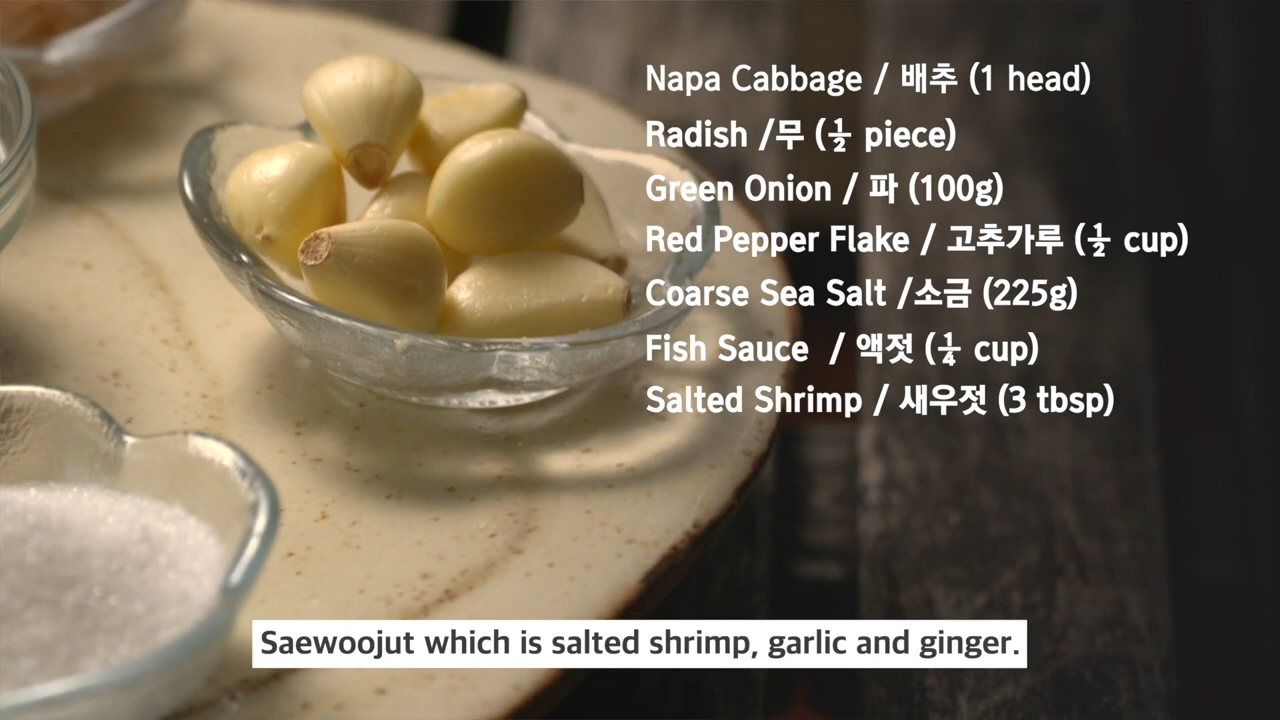 Napa Cabbage / 배추 (1 head)
Radish /무 (½ piece)
Green Onion / 파 (100g)
Red Pepper Flake / 고추가루 (½ cup)
Coarse Sea Salt /소금 (225g)
Fish Sauce / 액젓 (¼ cup)
Salted Shrimp / 새우젓 (3 tbsp)
Saewoojut which is salted shrimp, garlic and ginger.